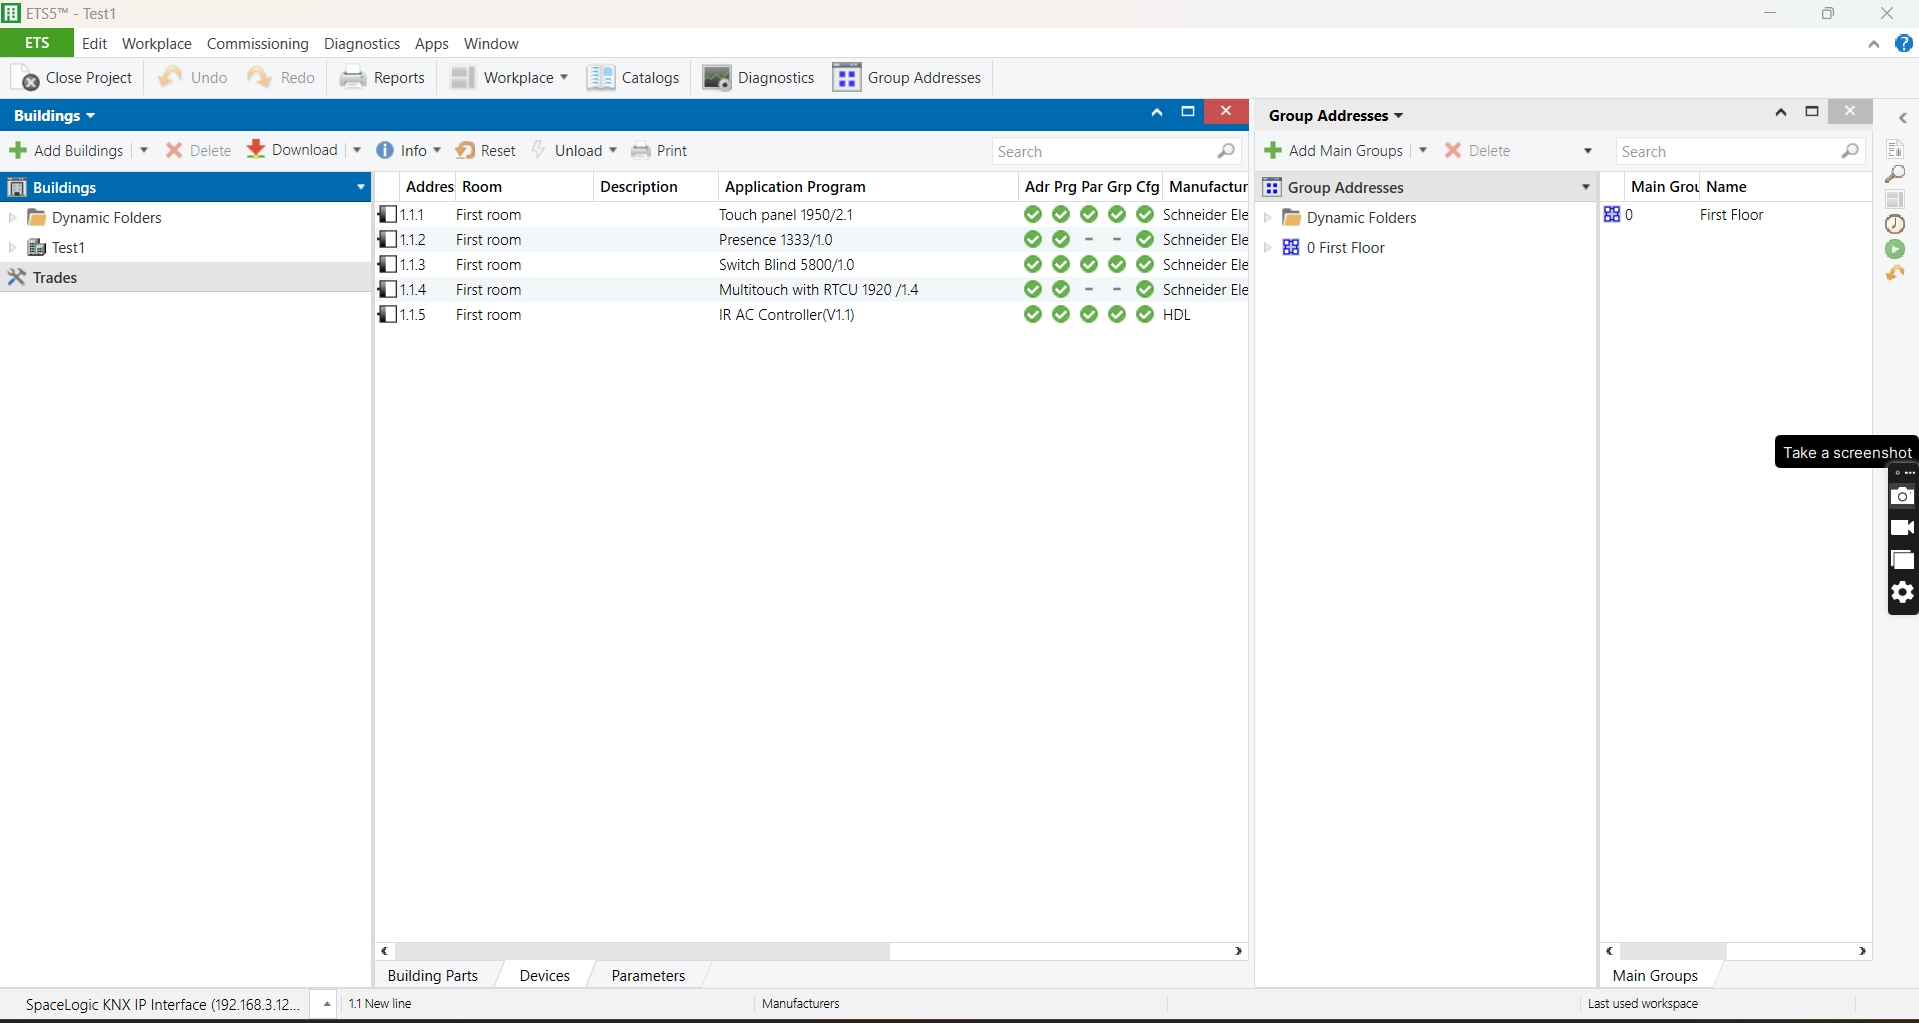 ETS5™ - Test1
ETS Edit Workplace Commissioning Diagnostics Apps Window
Close Project Undo Redo Reports Workplace Catalogs Diagnostics Group Addresses
Buildings
Add Buildings Delete Download Info Reset Unload Print Search
Buildings
Dynamic Folders
Test1
Trades
Addres Room Description Application Program Adr Prg Par Grp Cfg Manufactur
1.1.1 First room Touch panel 1950/2.1 Schneider Ele
1.1.2 First room Presence 1333/1.0 - - Schneider Ele
1.1.3 First room Switch Blind 5800/1.0 Schneider Ele
1.1.4 First room Multitouch with RTCU 1920 /1.4 - - Schneider Ele
1.1.5 First room IR AC Controller(V1.1) HDL
Building Parts Devices Parameters
Group Addresses
Add Main Groups Delete Search
Group Addresses
Dynamic Folders
0 First Floor
Main Grou Name
0 First Floor
Take a screenshot
Main Groups
SpaceLogic KNX IP Interface (192.168.3.12... 1.1 New line Manufacturers Last used workspace